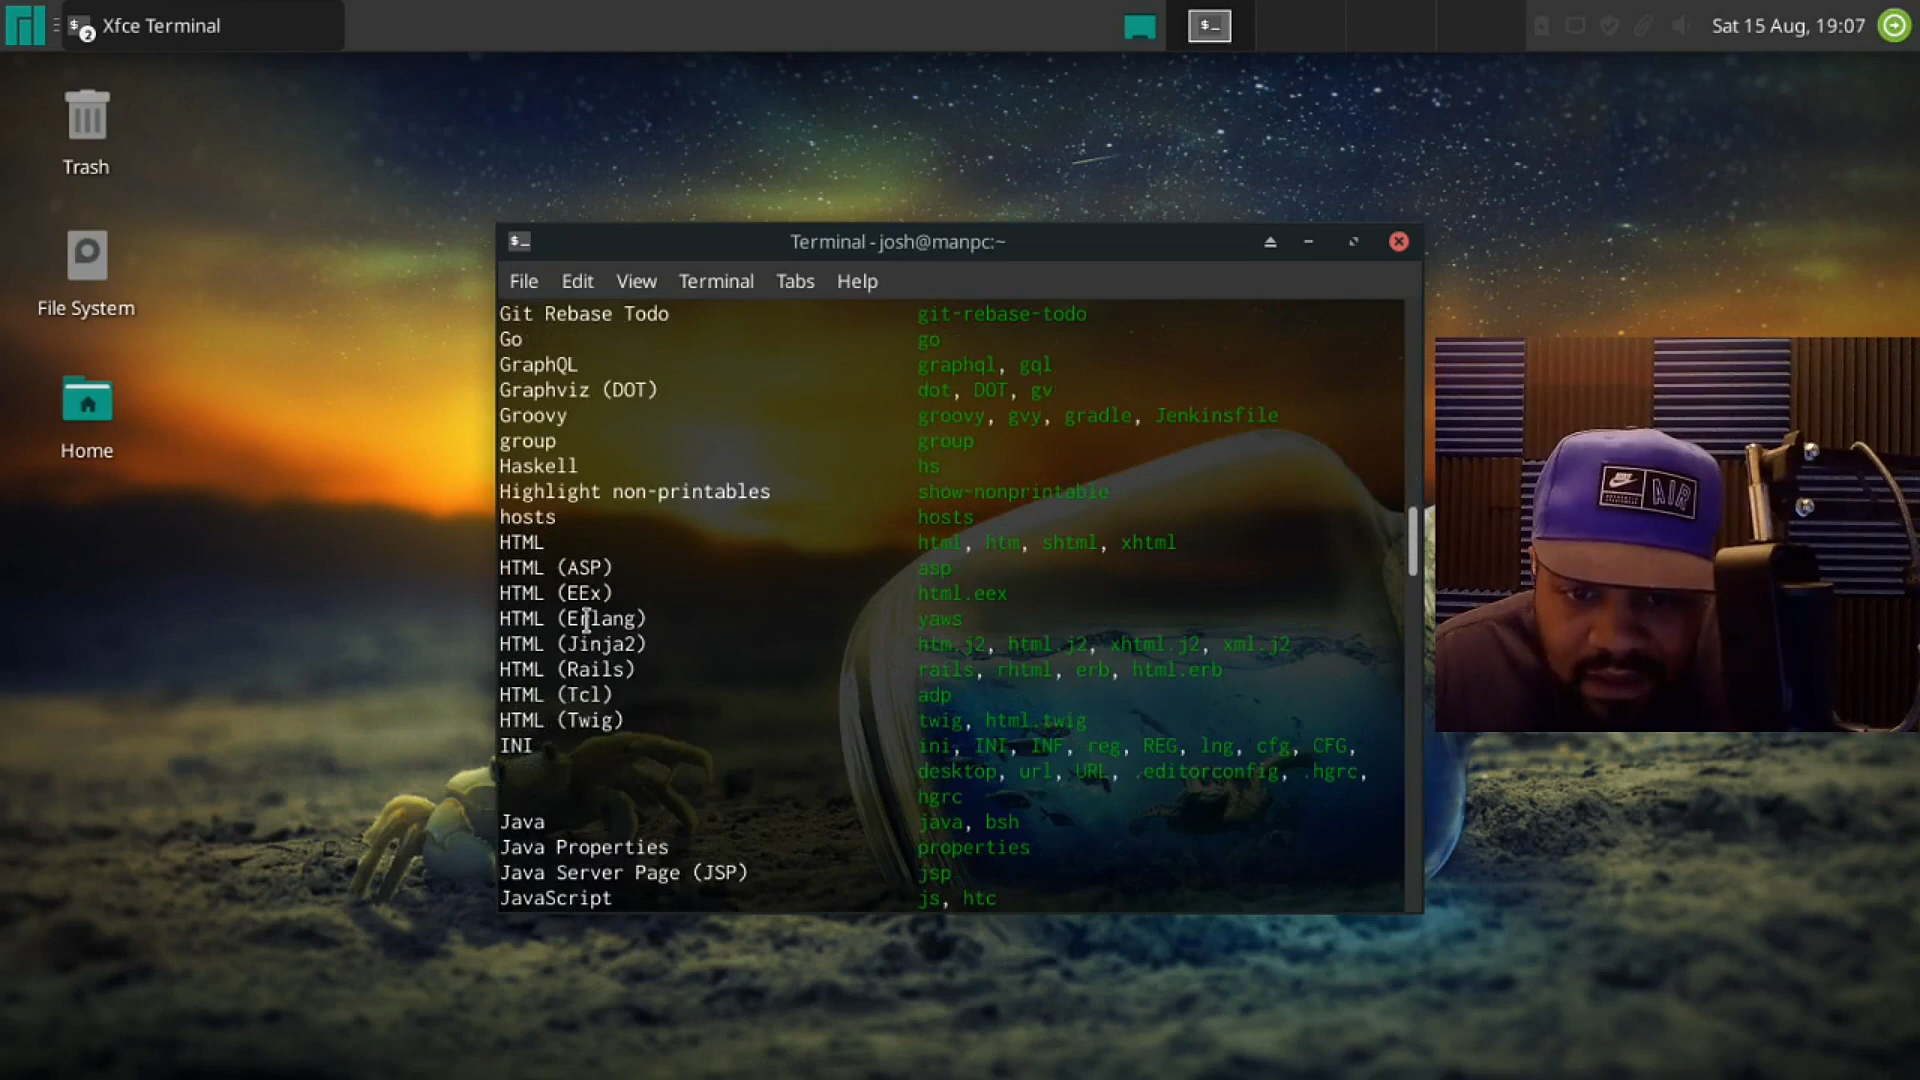 Xfce Terminal
2
Sat 15 Aug, 19:07
Trash
File System
Home
Terminal - josh@manpc:~
File Edit View Terminal Tabs Help
Git Rebase Todo git-rebase-todo
Go go
GraphQL graphql, gql
Graphviz (DOT) dot, DOT, gv
Groovy groovy, gvy, gradle, Jenkinsfile
group group
Haskell hs
Highlight non-printables show-nonprintable
hosts hosts
HTML html, htm, shtml, xhtml
HTML (ASP) asp
HTML (EEx) html.eex
HTML (Erlang) yaws
HTML (Jinja2) htm.j2, html.j2, xhtml.j2, xml.j2
HTML (Rails) rails, rhtml, erb, html.erb
HTML (Tcl) adp
HTML (Twig) twig, html.twig
INI ini, INI, INF, reg, REG, lng, cfg, CFG,
desktop, url, URL, .editorconfig, .hgrc,
hgrc
Java java, bsh
Java Properties properties
Java Server Page (JSP) jsp
JavaScript js, htc
AIR